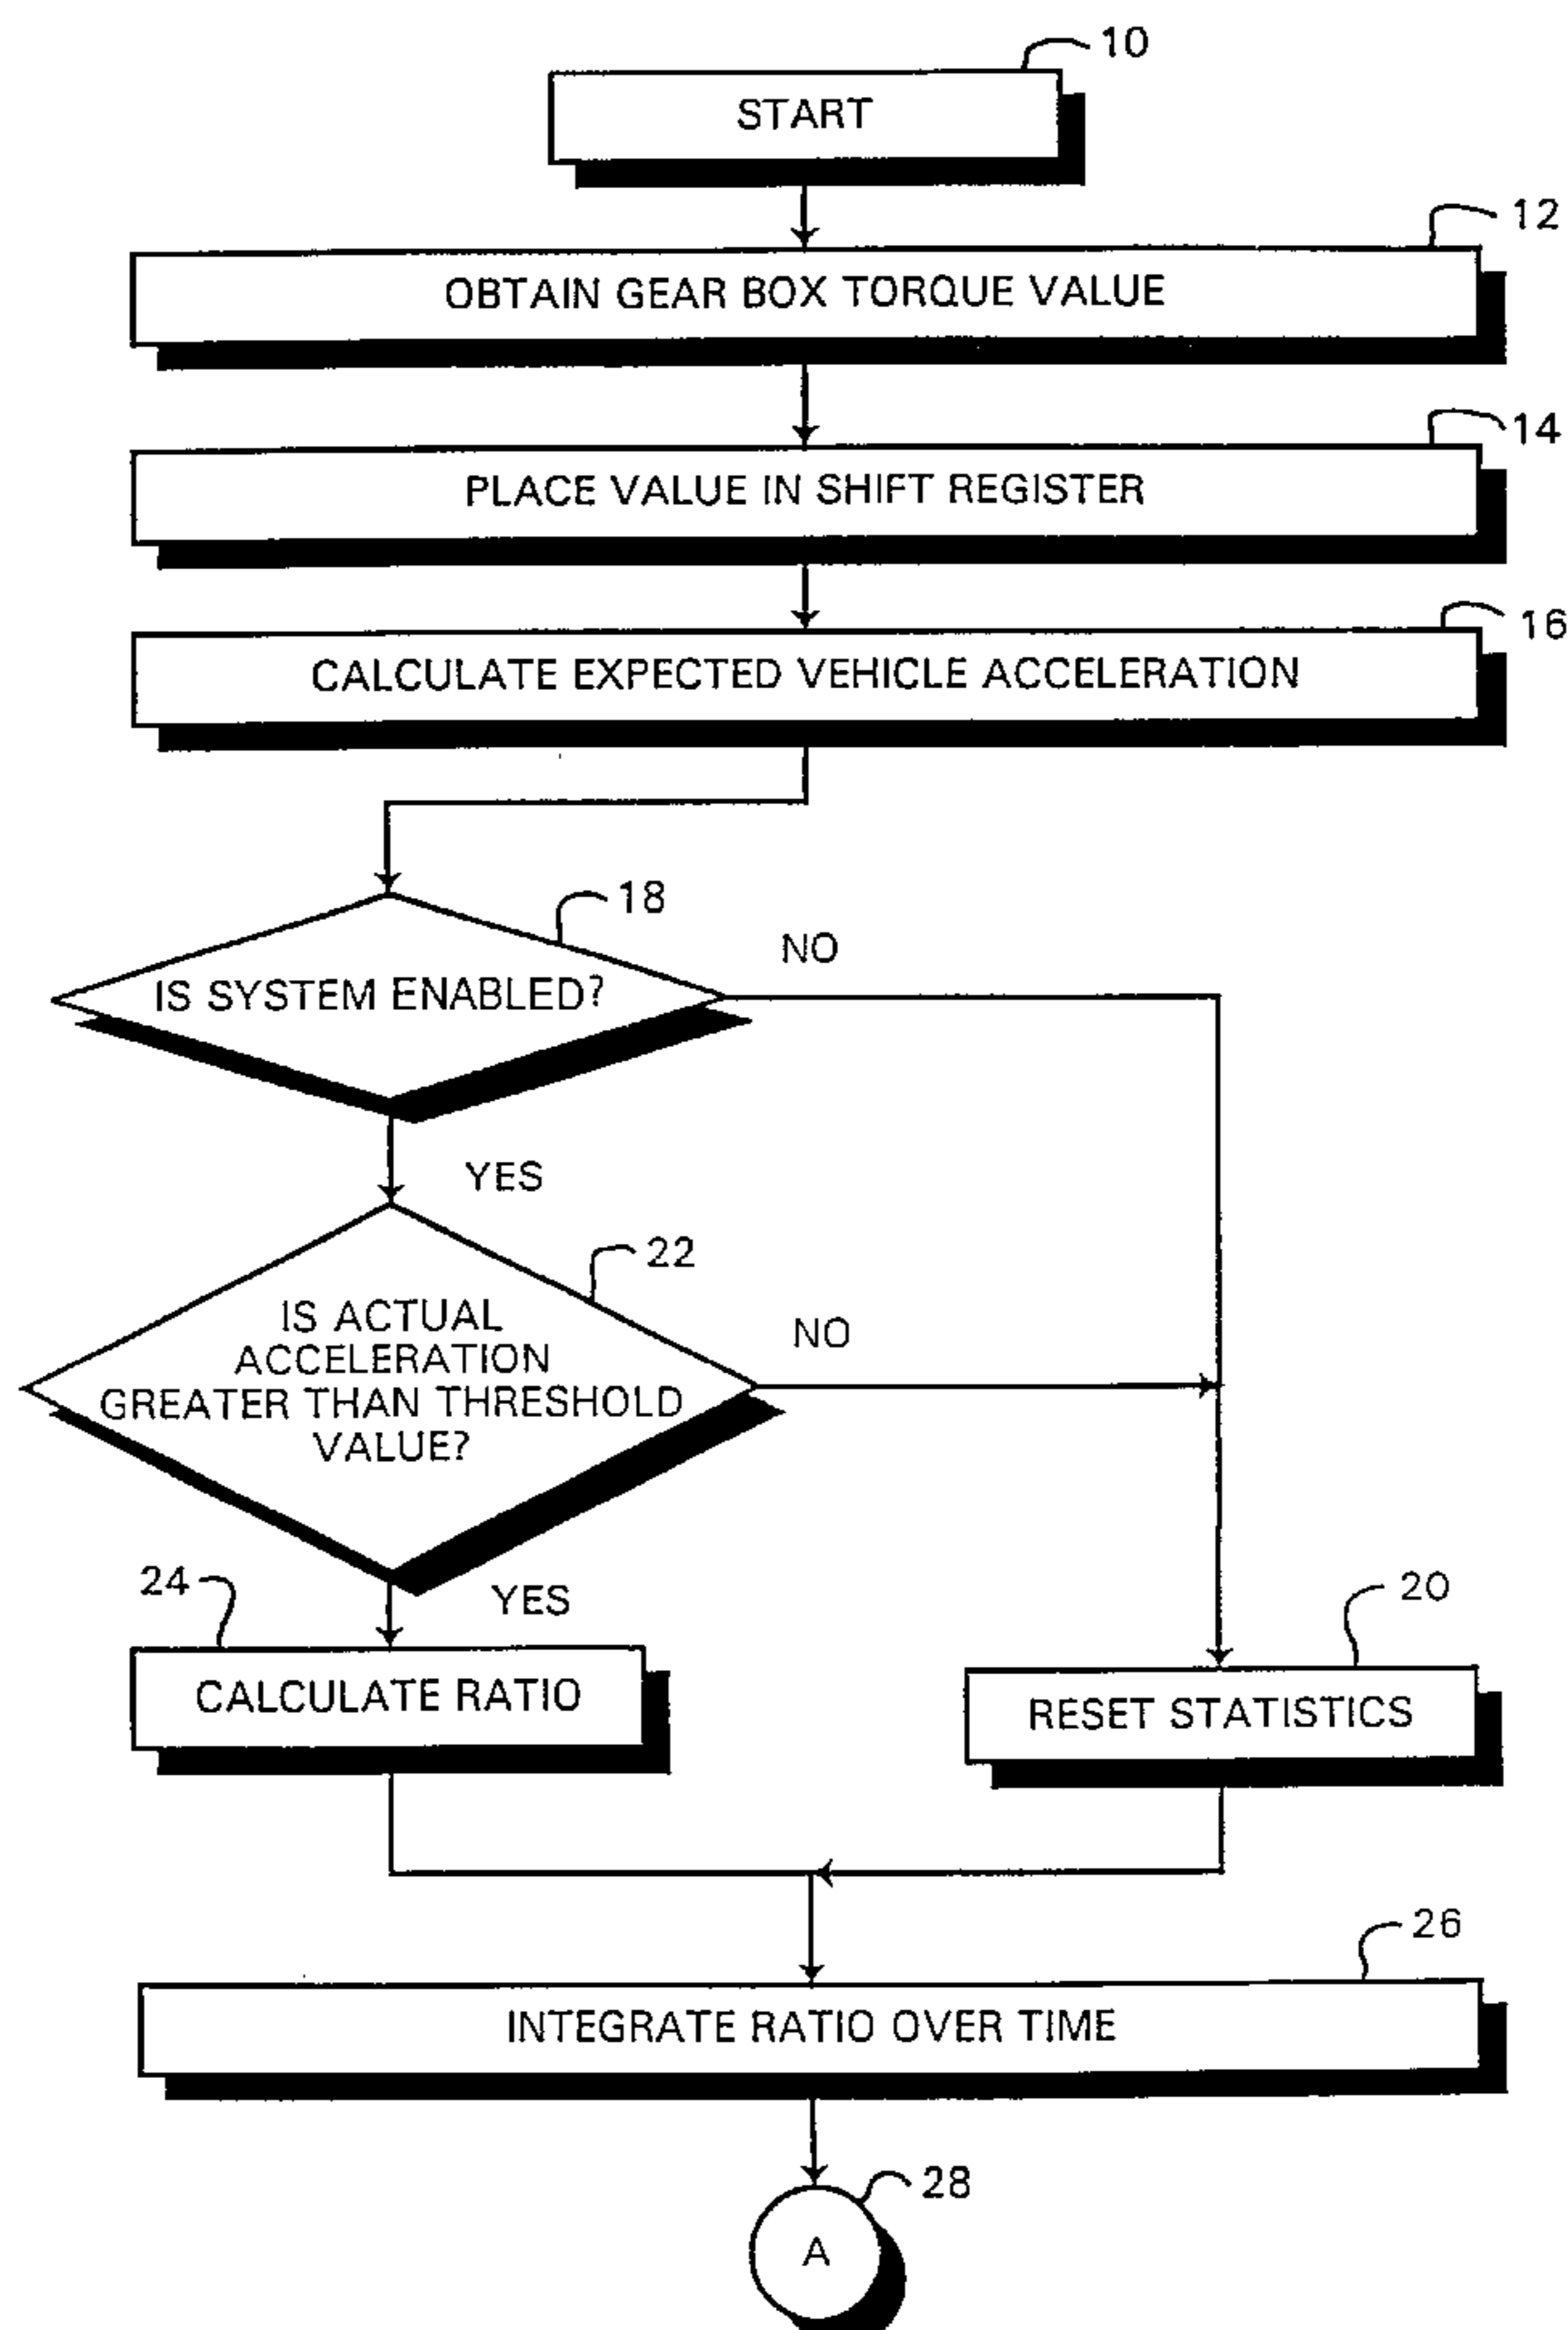 10
START
12
OBTAIN GEAR BOX TORQUE VALUE
14
PLACE VALUE IN SHIFT REGISTER
16
CALCULATE EXPECTED VEHICLE ACCELERATION
18
NO
IS SYSTEM ENABLED?
YES
22
IS ACTUAL
ACCELERATION
GREATER THAN THRESHOLD
VALUE?
NO
24
YES
20
CALCULATE RATIO
RESET STATISTICS
26
INTEGRATE RATIO OVER TIME
28
A